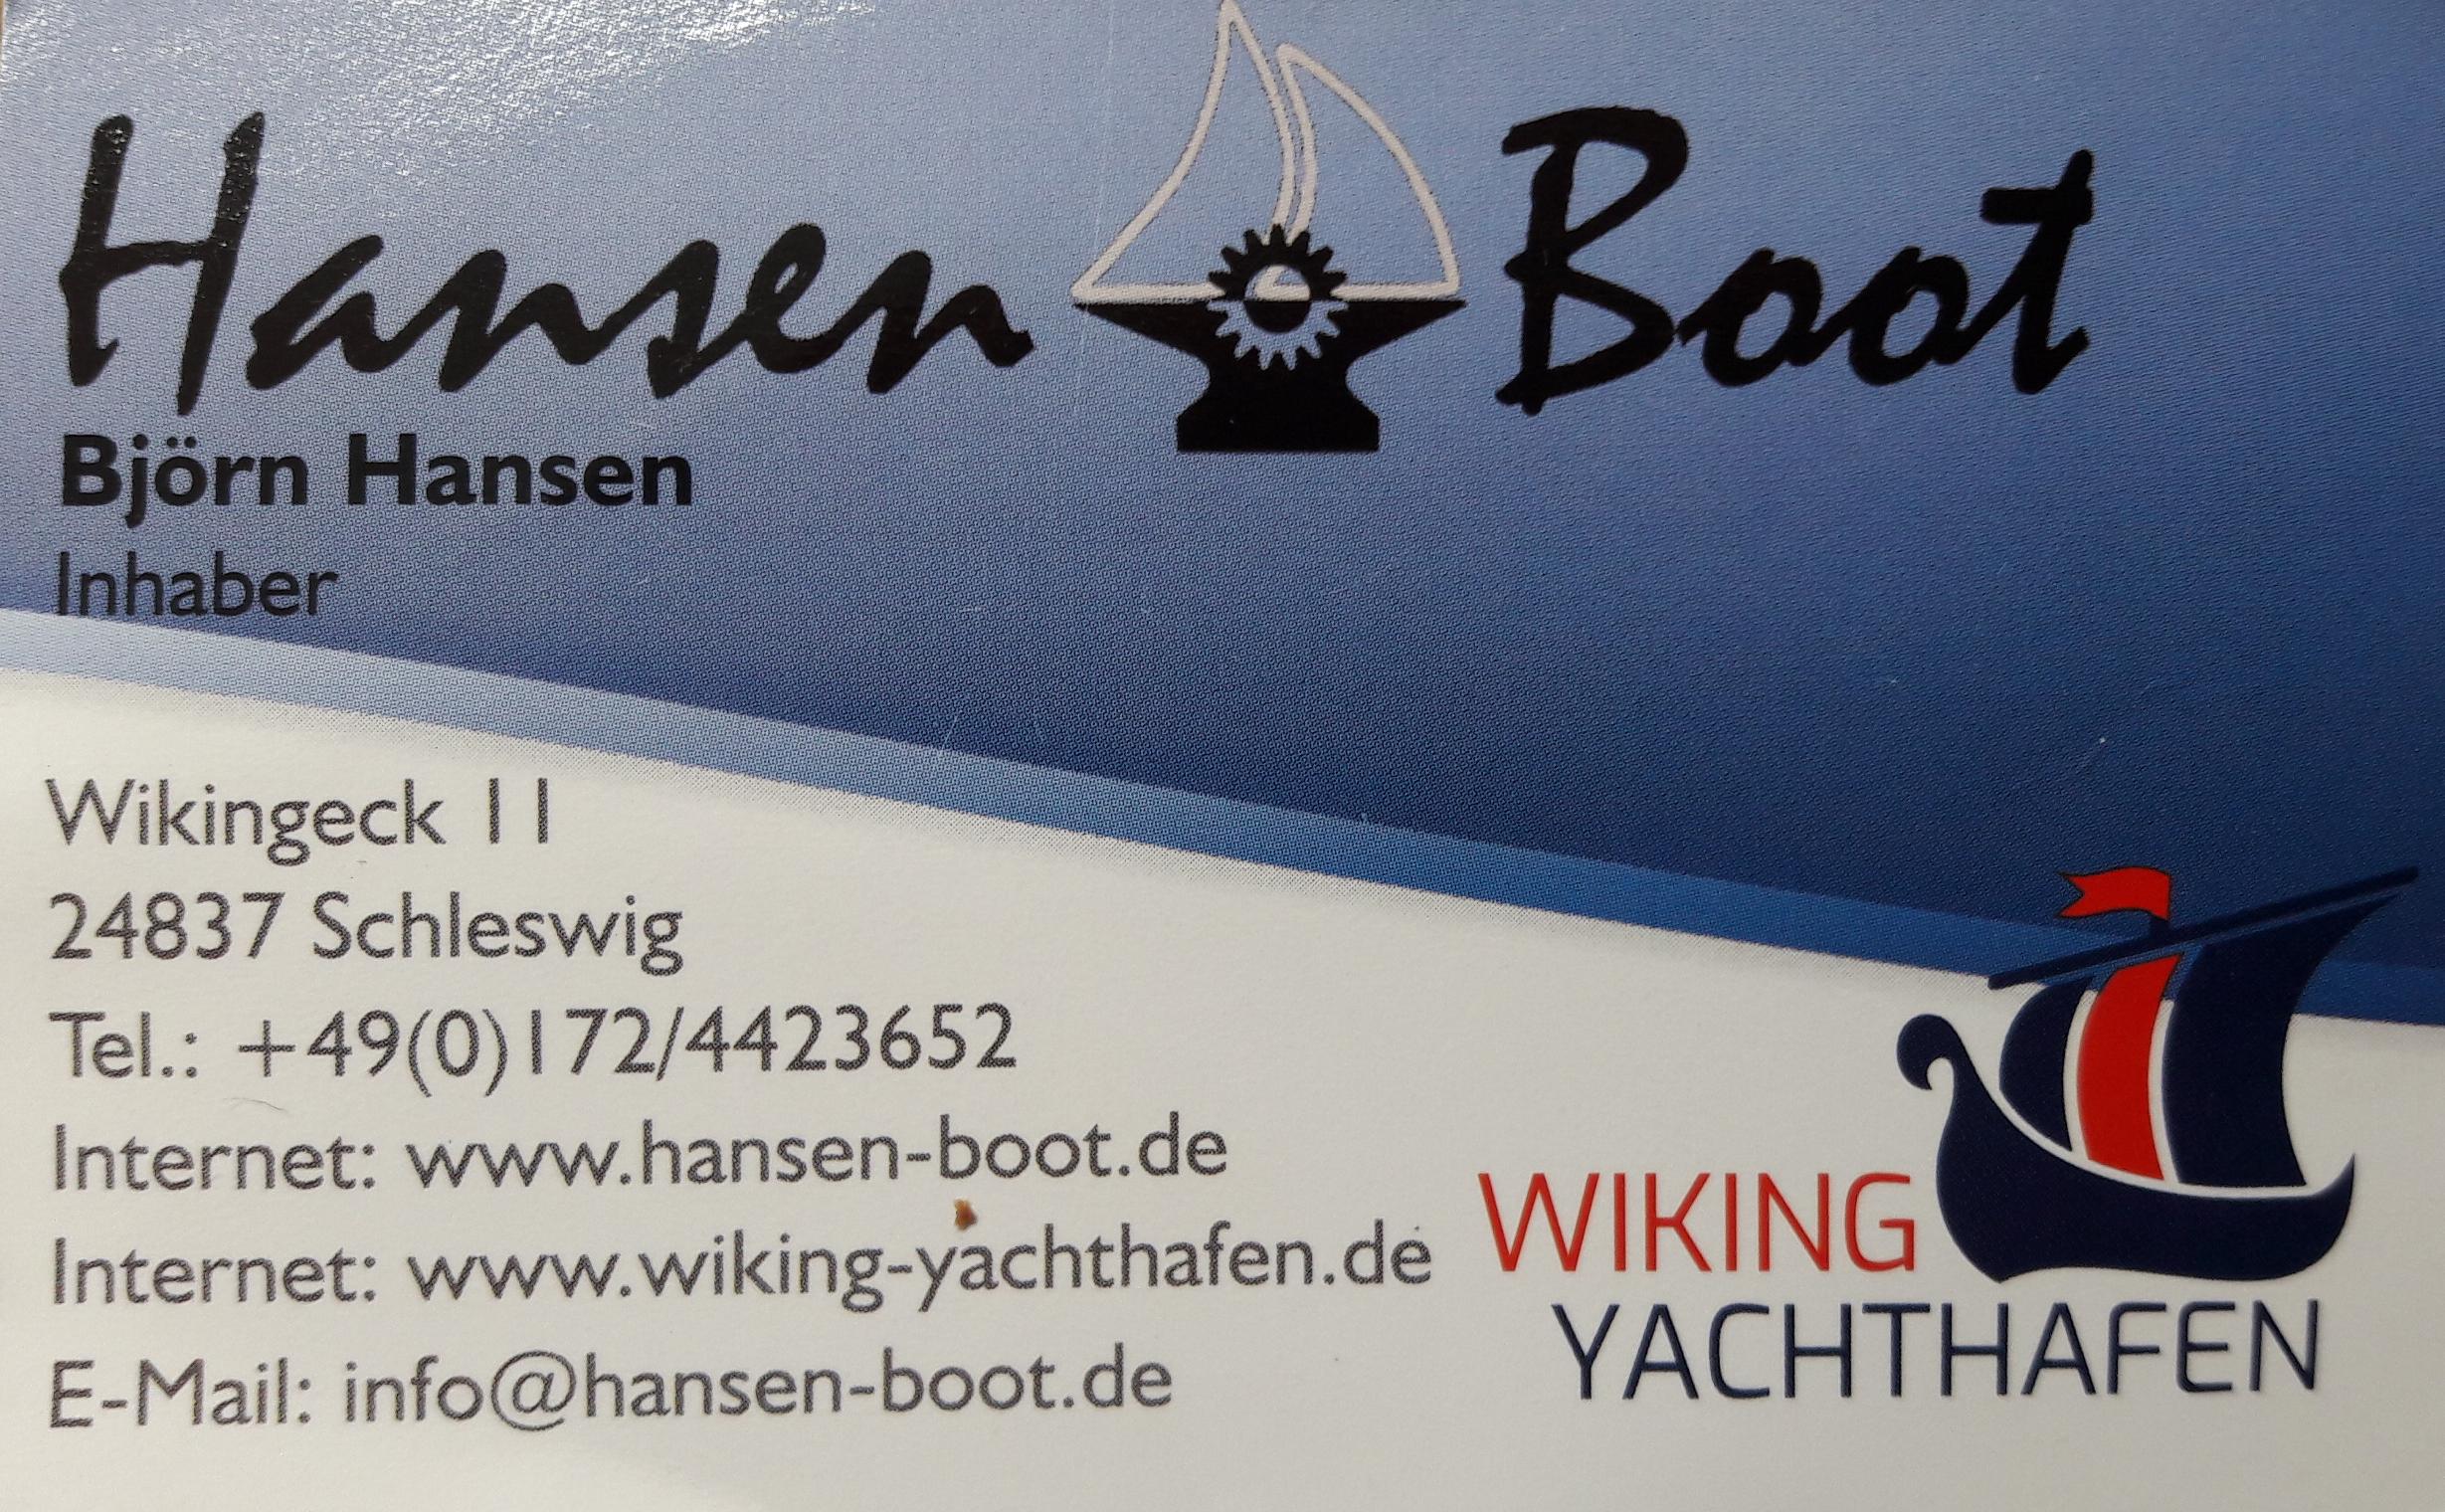 Hansen Boot
Björn Hansen
Inhaber
Wikingeck 11
24837 Schleswig
Tel.: +49(0)172/4423652
Internet: www.hansen-boot.de
Internet: www.wiking-yachthafen.de
E-Mail: info@hansen-boot.de
WIKING
YACHTHAFEN